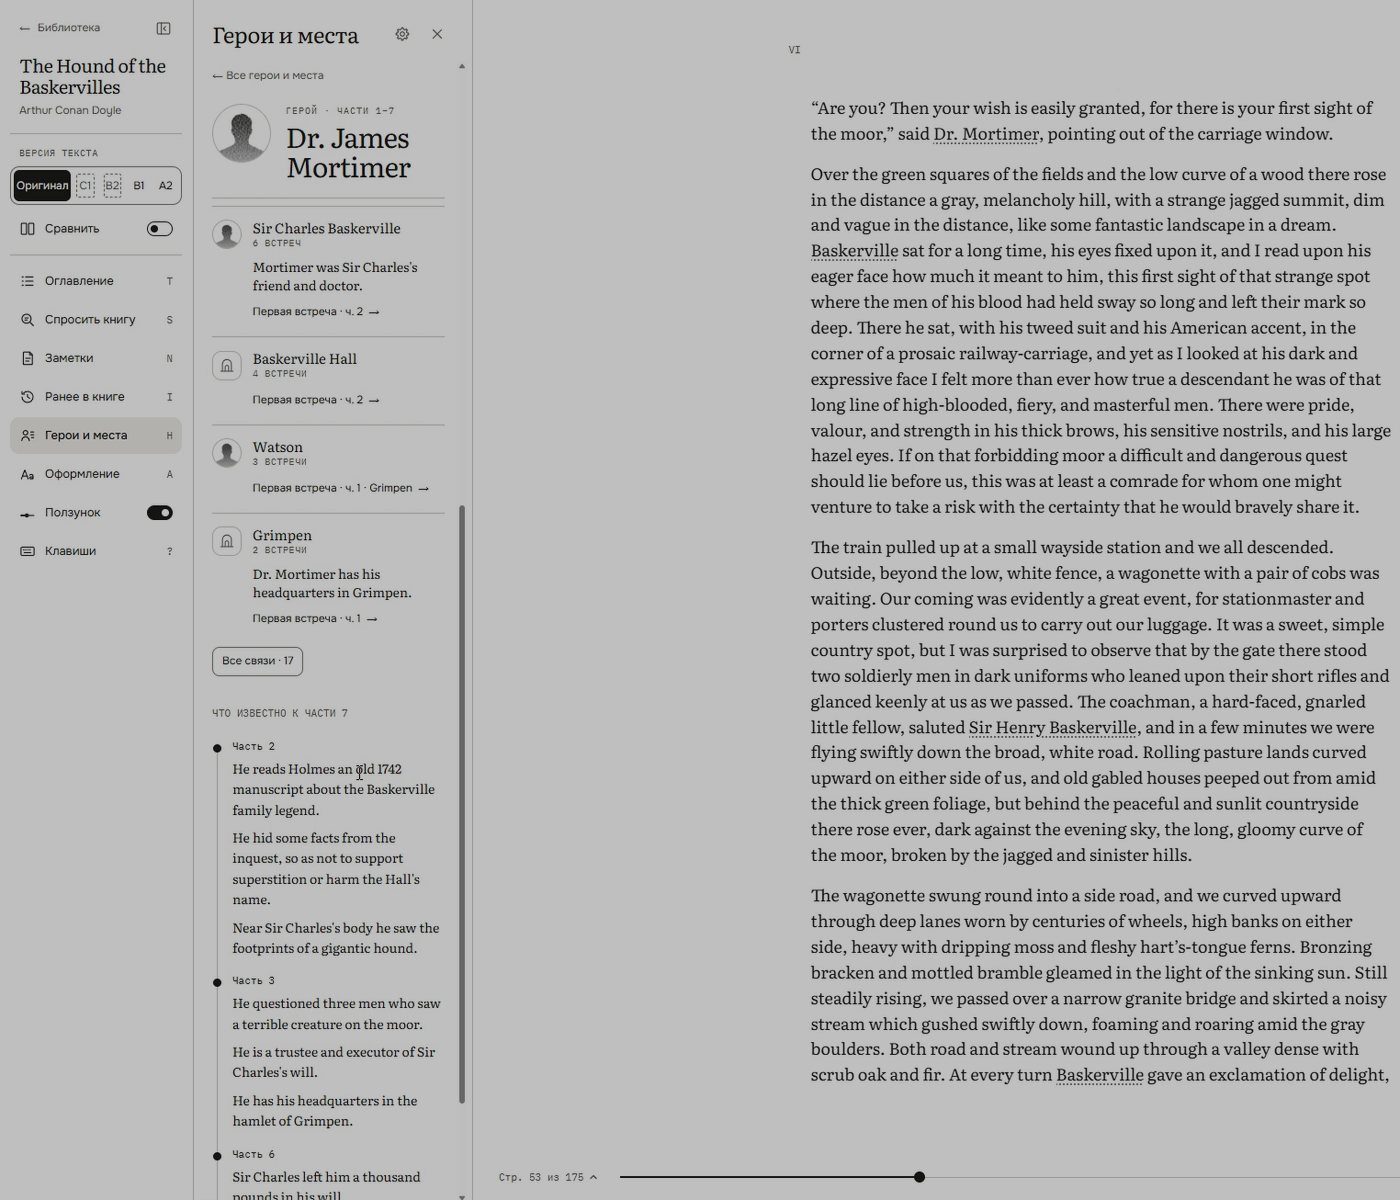 ← Библиотека
The Hound of the
Baskervilles
Arthur Conan Doyle
ВЕРСИЯ ТЕКСТА
Оригинал C1 B2 B1 A2
Сравнить
Оглавление T
Спросить книгу S
Заметки N
Ранее в книге I
Герои и места H
Aa Оформление A
Ползунок
Клавиши ?
Герои и места
← Все герои и места
ГЕРОЙ · ЧАСТИ 1–7
Dr. James
Mortimer
Sir Charles Baskerville
6 ВСТРЕЧ
Mortimer was Sir Charles's
friend and doctor.
Первая встреча · ч. 2 →
Baskerville Hall
4 ВСТРЕЧИ
Первая встреча · ч. 2 →
Watson
3 ВСТРЕЧИ
Первая встреча · ч. 1 · Grimpen →
Grimpen
2 ВСТРЕЧИ
Dr. Mortimer has his
headquarters in Grimpen.
Первая встреча · ч. 1 →
Все связи · 17
ЧТО ИЗВЕСТНО К ЧАСТИ 7
Часть 2
He reads Holmes an old 1742
manuscript about the Baskerville
family legend.
He hid some facts from the
inquest, so as not to support
superstition or harm the Hall's
name.
Near Sir Charles's body he saw the
footprints of a gigantic hound.
Часть 3
He questioned three men who saw
a terrible creature on the moor.
He is a trustee and executor of Sir
Charles's will.
He has his headquarters in the
hamlet of Grimpen.
Часть 6
Sir Charles left him a thousand
pounds in his will.
VI
“Are you? Then your wish is easily granted, for there is your first sight of
the moor,” said Dr. Mortimer, pointing out of the carriage window.
Over the green squares of the fields and the low curve of a wood there rose
in the distance a gray, melancholy hill, with a strange jagged summit, dim
and vague in the distance, like some fantastic landscape in a dream.
Baskerville sat for a long time, his eyes fixed upon it, and I read upon his
eager face how much it meant to him, this first sight of that strange spot
where the men of his blood had held sway so long and left their mark so
deep. There he sat, with his tweed suit and his American accent, in the
corner of a prosaic railway-carriage, and yet as I looked at his dark and
expressive face I felt more than ever how true a descendant he was of that
long line of high-blooded, fiery, and masterful men. There were pride,
valour, and strength in his thick brows, his sensitive nostrils, and his large
hazel eyes. If on that forbidding moor a difficult and dangerous quest
should lie before us, this was at least a comrade for whom one might
venture to take a risk with the certainty that he would bravely share it.
The train pulled up at a small wayside station and we all descended.
Outside, beyond the low, white fence, a wagonette with a pair of cobs was
waiting. Our coming was evidently a great event, for stationmaster and
porters clustered round us to carry out our luggage. It was a sweet, simple
country spot, but I was surprised to observe that by the gate there stood
two soldierly men in dark uniforms who leaned upon their short rifles and
glanced keenly at us as we passed. The coachman, a hard-faced, gnarled
little fellow, saluted Sir Henry Baskerville, and in a few minutes we were
flying swiftly down the broad, white road. Rolling pasture lands curved
upward on either side of us, and old gabled houses peeped out from amid
the thick green foliage, but behind the peaceful and sunlit countryside
there rose ever, dark against the evening sky, the long, gloomy curve of
the moor, broken by the jagged and sinister hills.
The wagonette swung round into a side road, and we curved upward
through deep lanes worn by centuries of wheels, high banks on either
side, heavy with dripping moss and fleshy hart’s-tongue ferns. Bronzing
bracken and mottled bramble gleamed in the light of the sinking sun. Still
steadily rising, we passed over a narrow granite bridge and skirted a noisy
stream which gushed swiftly down, foaming and roaring amid the gray
boulders. Both road and stream wound up through a valley dense with
scrub oak and fir. At every turn Baskerville gave an exclamation of delight,
Стр. 53 из 175